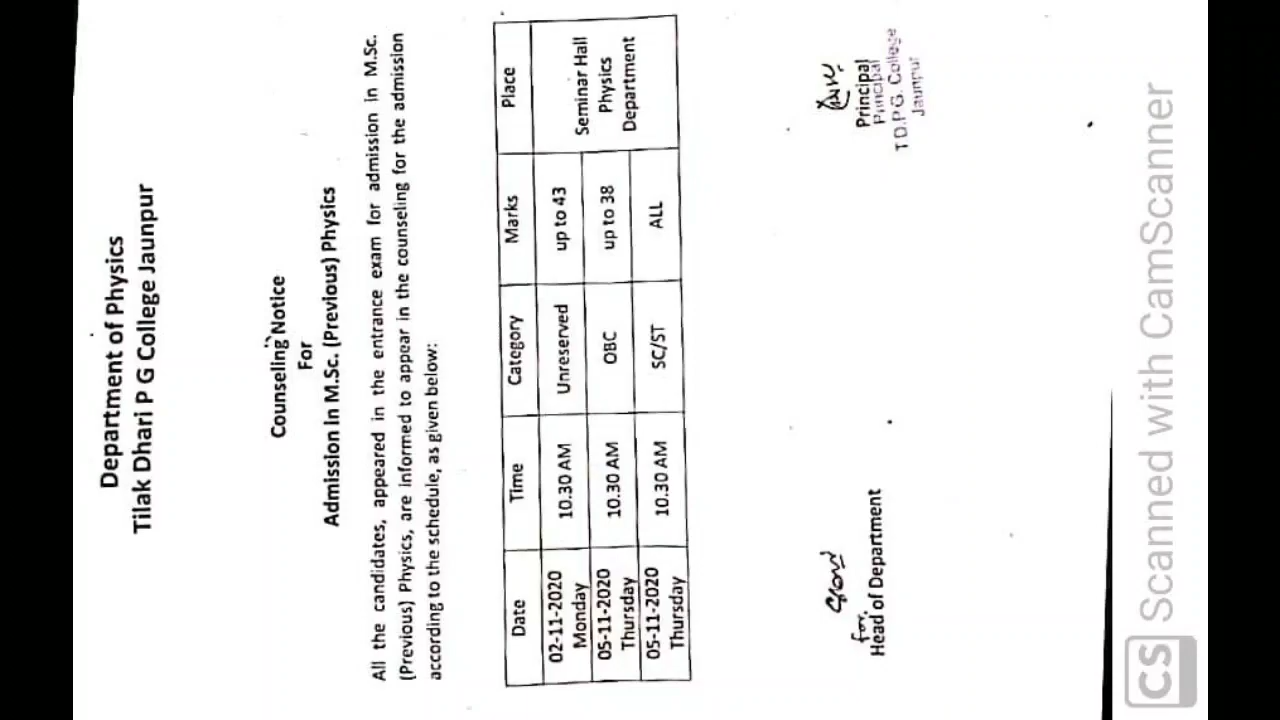 Department of Physics
Tilak Dhari P G College Jaunpur
Counseling Notice
For
Admission In M.Sc. (Previous) Physics
All the candidates, appeared in the entrance exam for admission in M.Sc.
(Previous) Physics, are informed to appear in the counseling for the admission
according to the schedule, as given below:
Date Time Category Marks Place
02-11-2020 Monday 10.30 AM Unreserved up to 43 Seminar Hall Physics Department
05-11-2020 Thursday 10.30 AM OBC up to 38
05-11-2020 Thursday 10.30 AM SC/ST ALL
for,
Head of Department
Principal
Principal
T.D.P.G. College
Jaunpur
CS Scanned with CamScanner